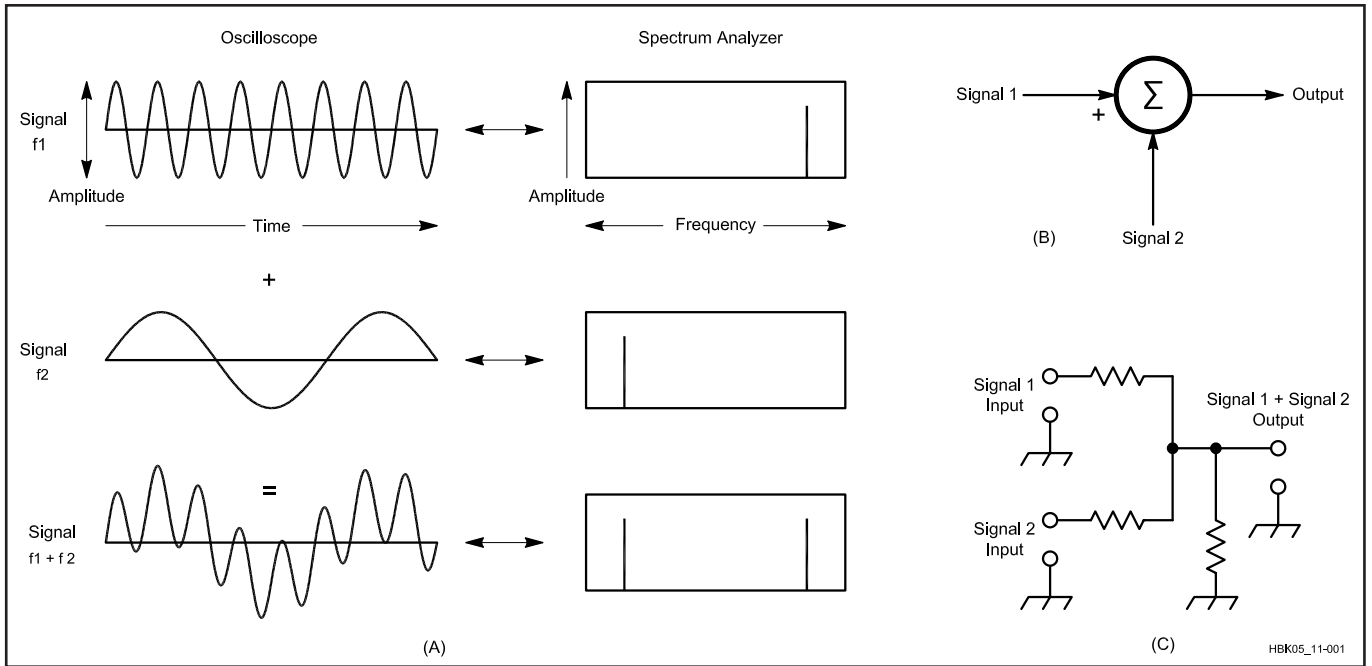 Oscilloscope
Spectrum Analyzer
Signal
f1
Amplitude
Amplitude
Time
Frequency
+
Signal
f2
=
Signal
f1 + f 2
(A)
Signal 1
+
Σ
Output
Signal 2
(B)
Signal 1
Input
Signal 1 + Signal 2
Output
Signal 2
Input
(C)
HBK05_11-001